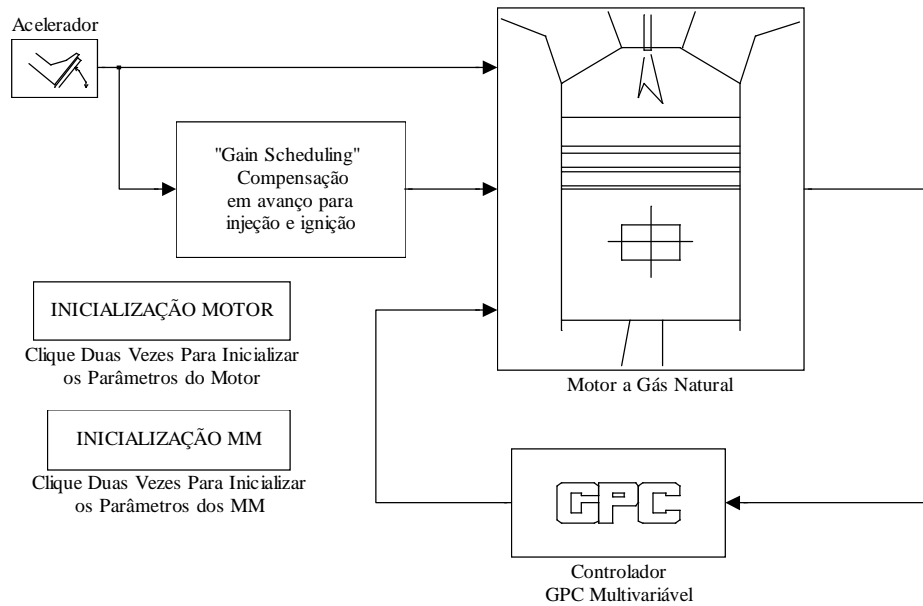 Acelerador
"Gain Scheduling"
Compensação
em avanço para
injeção e ignição
INICIALIZAÇÃO MOTOR
Clique Duas Vezes Para Inicializar
os Parâmetros do Motor
Motor a Gás Natural
INICIALIZAÇÃO MM
Clique Duas Vezes Para Inicializar
os Parâmetros dos MM
GPC
Controlador
GPC Multivariável